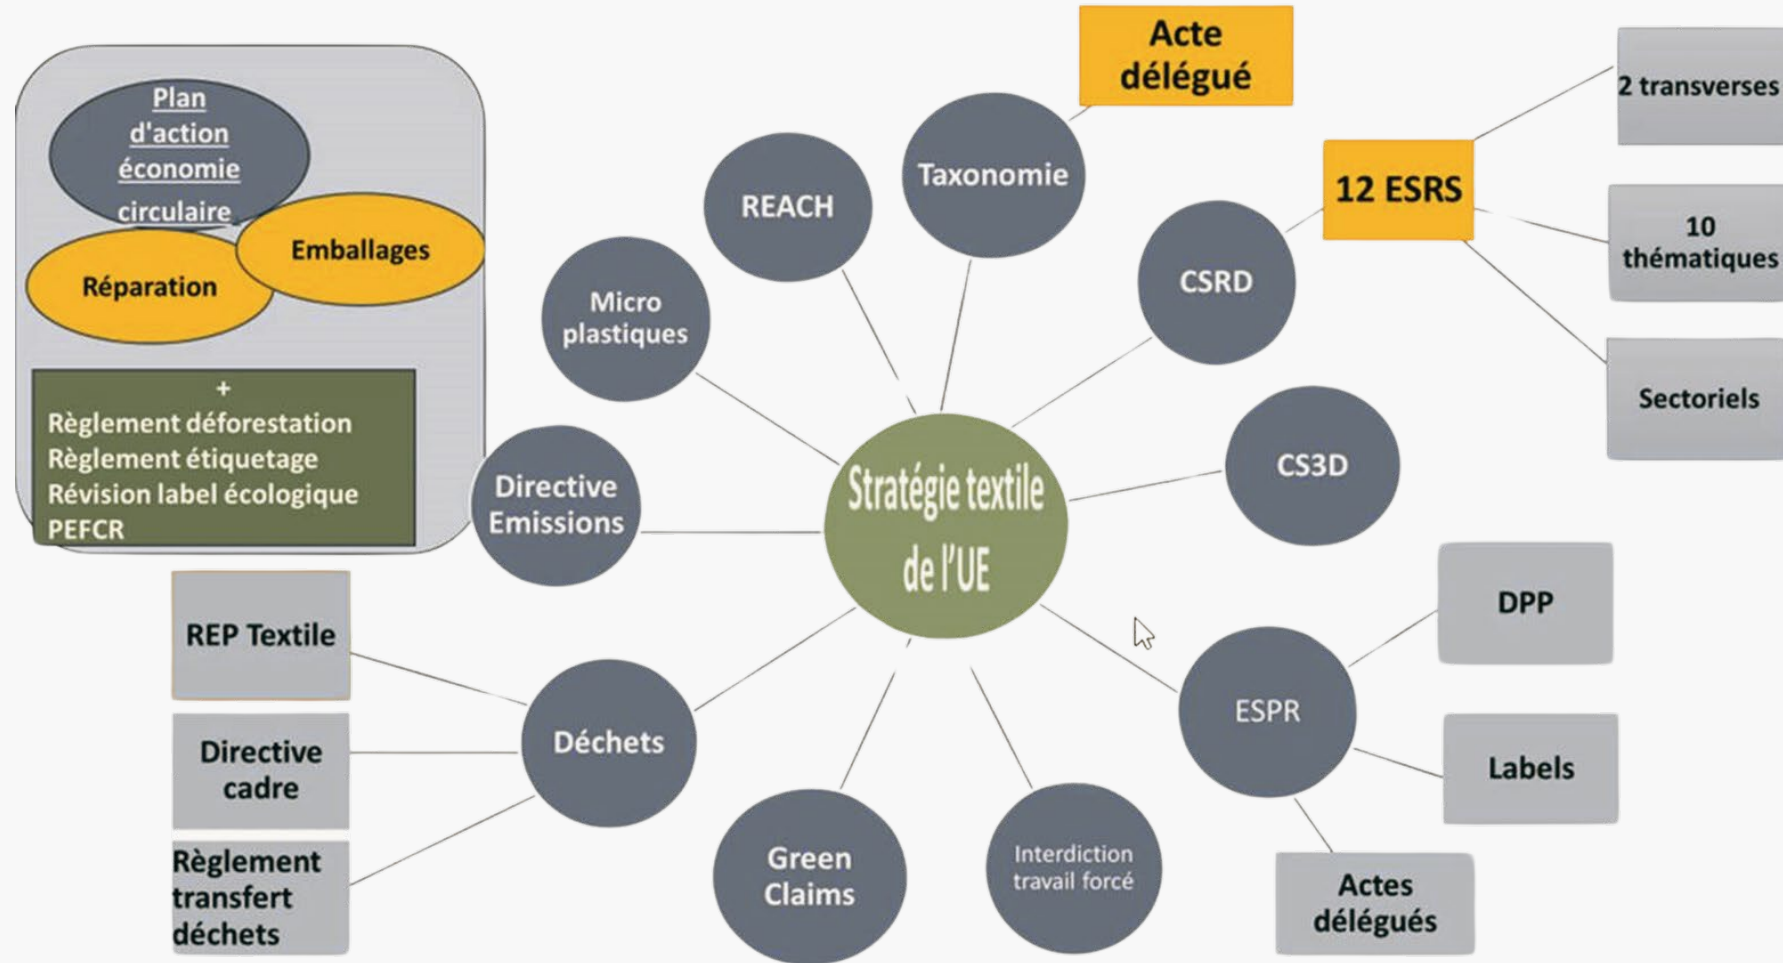 Plan
d'action
économie
circulaire
Emballages
Réparation
+
Règlement déforestation
Règlement étiquetage
Révision label écologique
PEFCR
Acte
délégué
Taxonomie
REACH
Micro
plastiques
Directive
Emissions
CSRD
12 ESRS
2 transverses
10
thématiques
Sectoriels
CS3D
Stratégie textile
de l'UE
DPP
ESPR
Labels
Actes
délégués
Interdiction
travail forcé
Green
Claims
Déchets
REP Textile
Directive
cadre
Règlement
transfert
déchets